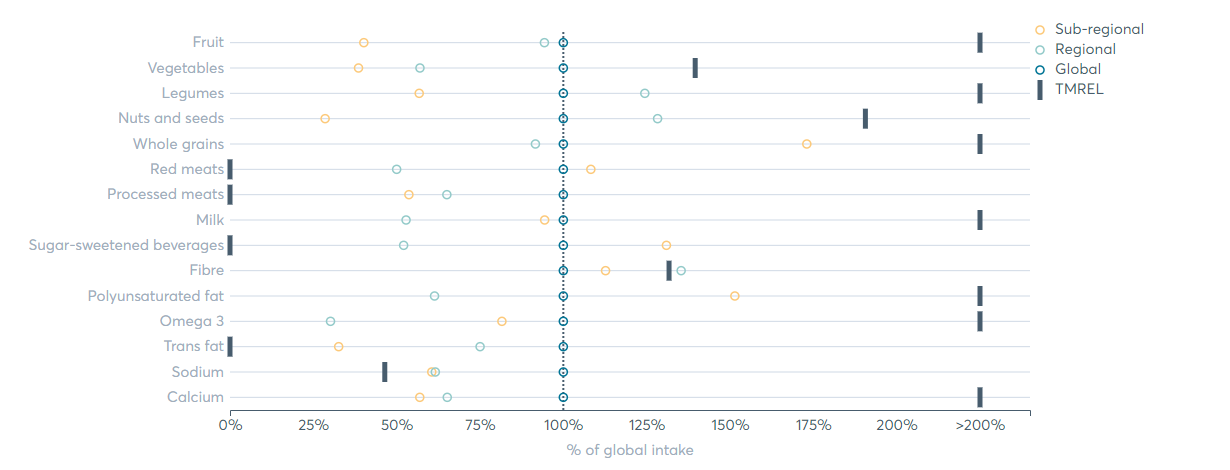 Sub-regional
Regional
Global
TMREL
Fruit
Vegetables
Legumes
Nuts and seeds
Whole grains
Red meats
Processed meats
Milk
Sugar-sweetened beverages
Fibre
Polyunsaturated fat
Omega 3
Trans fat
Sodium
Calcium
0% 25% 50% 75% 100% 125% 150% 175% 200% >200%
% of global intake